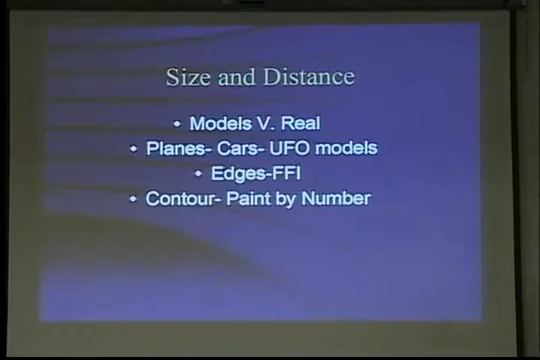 Size and Distance
• Models V. Real
• Planes- Cars- UFO models
• Edges-FFI
• Contour- Paint by Number